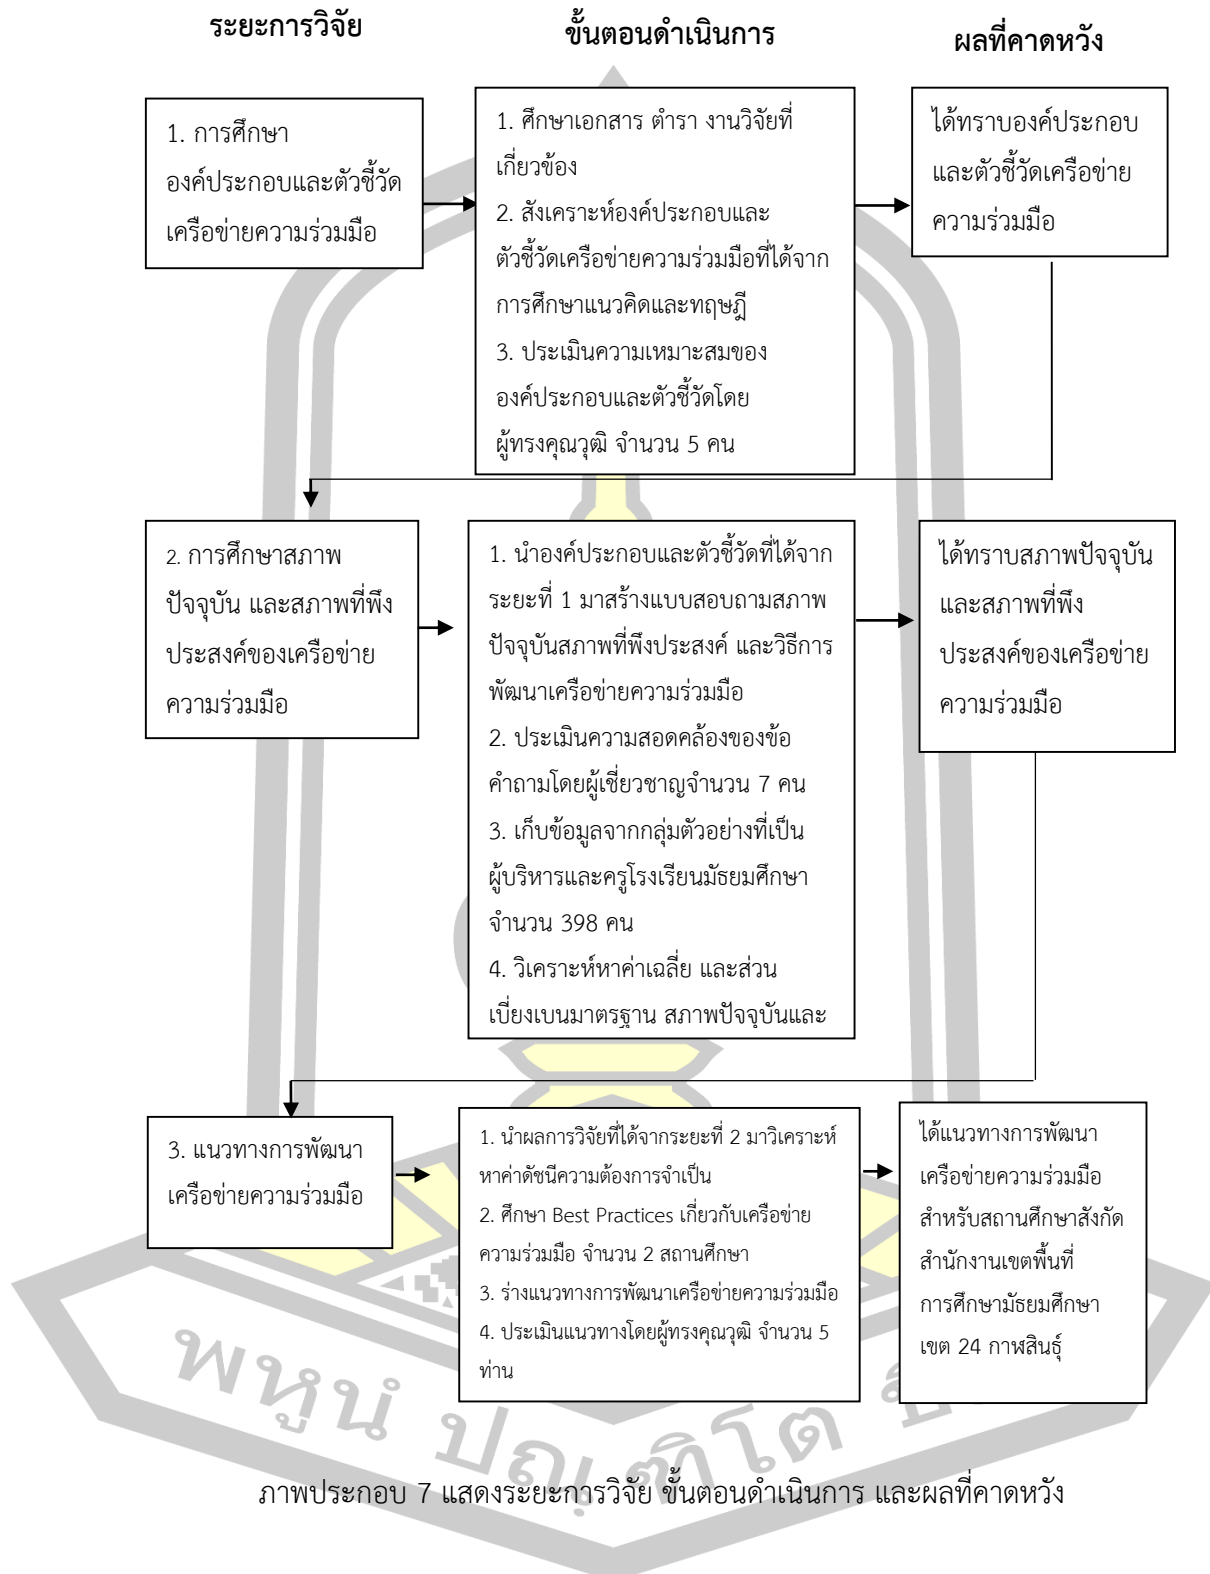 ระยะการวิจัย
ขั้นตอนดำเนินการ
ผลที่คาดหวัง
1. การศึกษา
องค์ประกอบและตัวชี้วัด
เครือข่ายความร่วมมือ
1. ศึกษาเอกสาร ตำรา งานวิจัยที่
เกี่ยวข้อง
2. สังเคราะห์องค์ประกอบและ
ตัวชี้วัดเครือข่ายความร่วมมือที่ได้จาก
การศึกษาแนวคิดและทฤษฎี
3. ประเมินความเหมาะสมของ
องค์ประกอบและตัวชี้วัดโดย
ผู้ทรงคุณวุฒิ จำนวน 5 คน
ได้ทราบองค์ประกอบ
และตัวชี้วัดเครือข่าย
ความร่วมมือ
2. การศึกษาสภาพ
ปัจจุบัน และสภาพที่พึง
ประสงค์ของเครือข่าย
ความร่วมมือ
1. นำองค์ประกอบและตัวชี้วัดที่ได้จาก
ระยะที่ 1 มาสร้างแบบสอบถามสภาพ
ปัจจุบันสภาพที่พึงประสงค์ และวิธีการ
พัฒนาเครือข่ายความร่วมมือ
2. ประเมินความสอดคล้องของข้อ
คำถามโดยผู้เชี่ยวชาญจำนวน 7 คน
3. เก็บข้อมูลจากกลุ่มตัวอย่างที่เป็น
ผู้บริหารและครูโรงเรียนมัธยมศึกษา
จำนวน 398 คน
4. วิเคราะห์หาค่าเฉลี่ย และส่วน
เบี่ยงเบนมาตรฐาน สภาพปัจจุบันและ
ได้ทราบสภาพปัจจุบัน
และสภาพที่พึง
ประสงค์ของเครือข่าย
ความร่วมมือ
3. แนวทางการพัฒนา
เครือข่ายความร่วมมือ
1. นำผลการวิจัยที่ได้จากระยะที่ 2 มาวิเคราะห์
หาค่าดัชนีความต้องการจำเป็น
2. ศึกษา Best Practices เกี่ยวกับเครือข่าย
ความร่วมมือ จำนวน 2 สถานศึกษา
3. ร่างแนวทางการพัฒนาเครือข่ายความร่วมมือ
4. ประเมินแนวทางโดยผู้ทรงคุณวุฒิ จำนวน 5
ท่าน
ได้แนวทางการพัฒนา
เครือข่ายความร่วมมือ
สำหรับสถานศึกษาสังกัด
สำนักงานเขตพื้นที่
การศึกษามัธยมศึกษา
เขต 24 กาฬสินธุ์
พหูนํ ปณฺฑิโต
ภาพประกอบ 7 แสดงระยะการวิจัย ขั้นตอนดำเนินการ และผลที่คาดหวัง